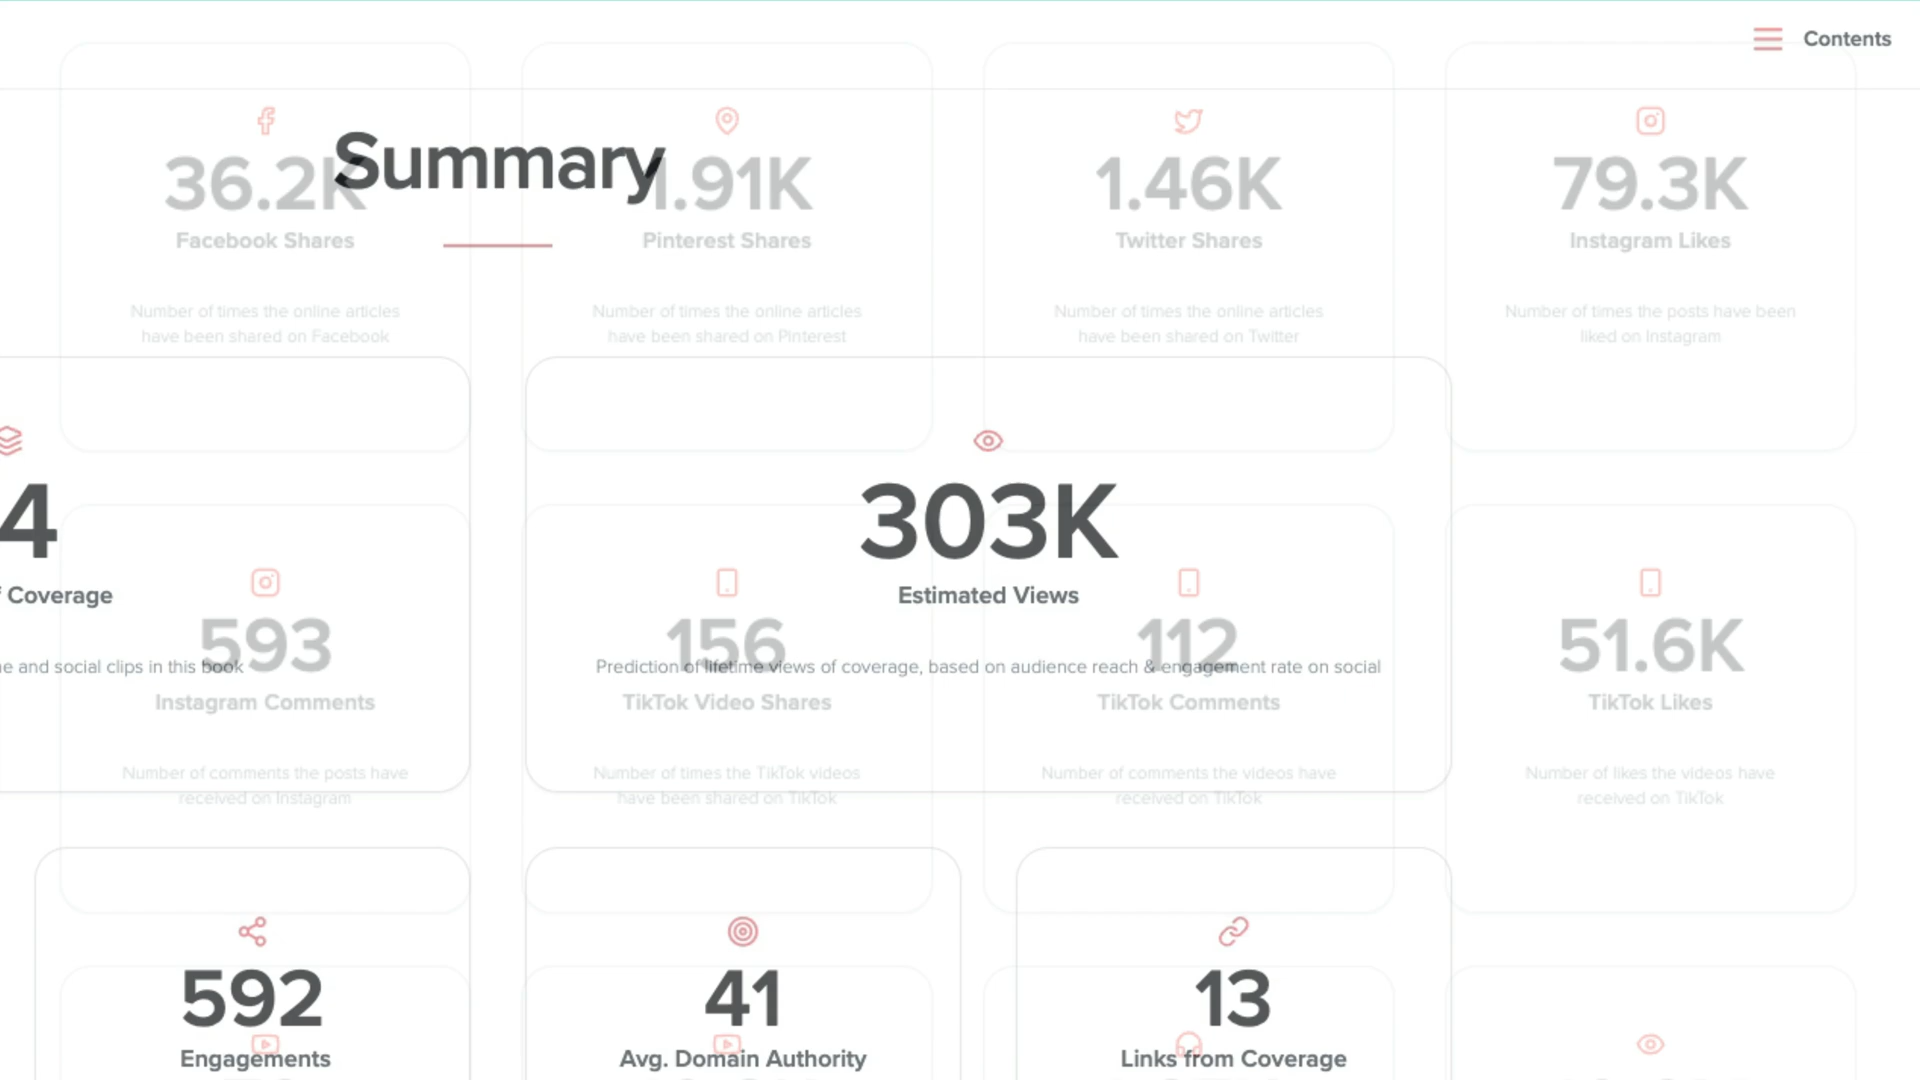 Contents
Summary
36.2K
1.91K
1.46K
79.3K
Facebook Shares
Pinterest Shares
Twitter Shares
Instagram Likes
Number of times the online articles
have been shared on Facebook
Number of times the online articles
have been shared on Pinterest
Number of times the online articles
have been shared on Twitter
Number of times the posts have been
liked on Instagram
4
Coverage
e and social clips in this book
303K
Estimated Views
Prediction of lifetime views of coverage, based on audience reach & engagement rate on social
593
Instagram Comments
Number of comments the posts have
received on Instagram
156
TikTok Video Shares
Number of times the TikTok videos
have been shared on TikTok
112
TikTok Comments
Number of comments the videos have
received on TikTok
51.6K
TikTok Likes
Number of likes the videos have
received on TikTok
592
Engagements
41
Avg. Domain Authority
13
Links from Coverage